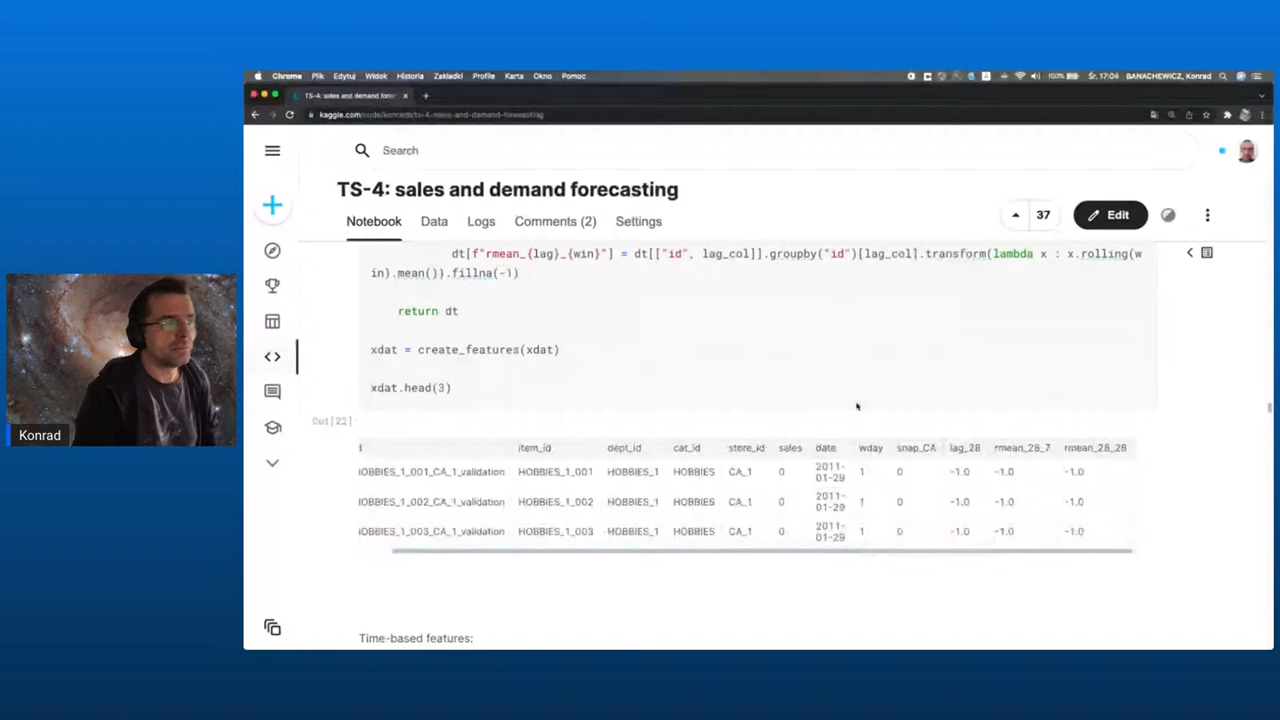 Chrome Plik Edytuj Widok Historia Zakładki Profile Karta Okno Pomoc
100% Śr. 17:04 BANACHEWICZ, Konrad
TS-4: sales and demand fore
Search
TS-4: sales and demand forecasting
Notebook Data Logs Comments (2) Settings
37
Edit
dt[f"rmean_{lag}_{win}"] = dt[["id", lag_col]].groupby("id")[lag_col].transform(lambda x : x.rolling(w
in).mean()).fillna(-1)
return dt
xdat = create_features(xdat)
xdat.head(3)
Out[22]
item_id dept_id cat_id store_id sales date wday snap_CA lag_28 rmean_28_7 rmean_28_28
IOBBIES_1_001_CA_1_validation HOBBIES_1_001 HOBBIES_1 HOBBIES CA_1 0 2011-01-29 1 0 -1.0 -1.0 -1.0
IOBBIES_1_002_CA_1_validation HOBBIES_1_002 HOBBIES_1 HOBBIES CA_1 0 2011-01-29 1 0 -1.0 -1.0 -1.0
IOBBIES_1_003_CA_1_validation HOBBIES_1_003 HOBBIES_1 HOBBIES CA_1 0 2011-01-29 1 0 -1.0 -1.0 -1.0
Time-based features:
Konrad